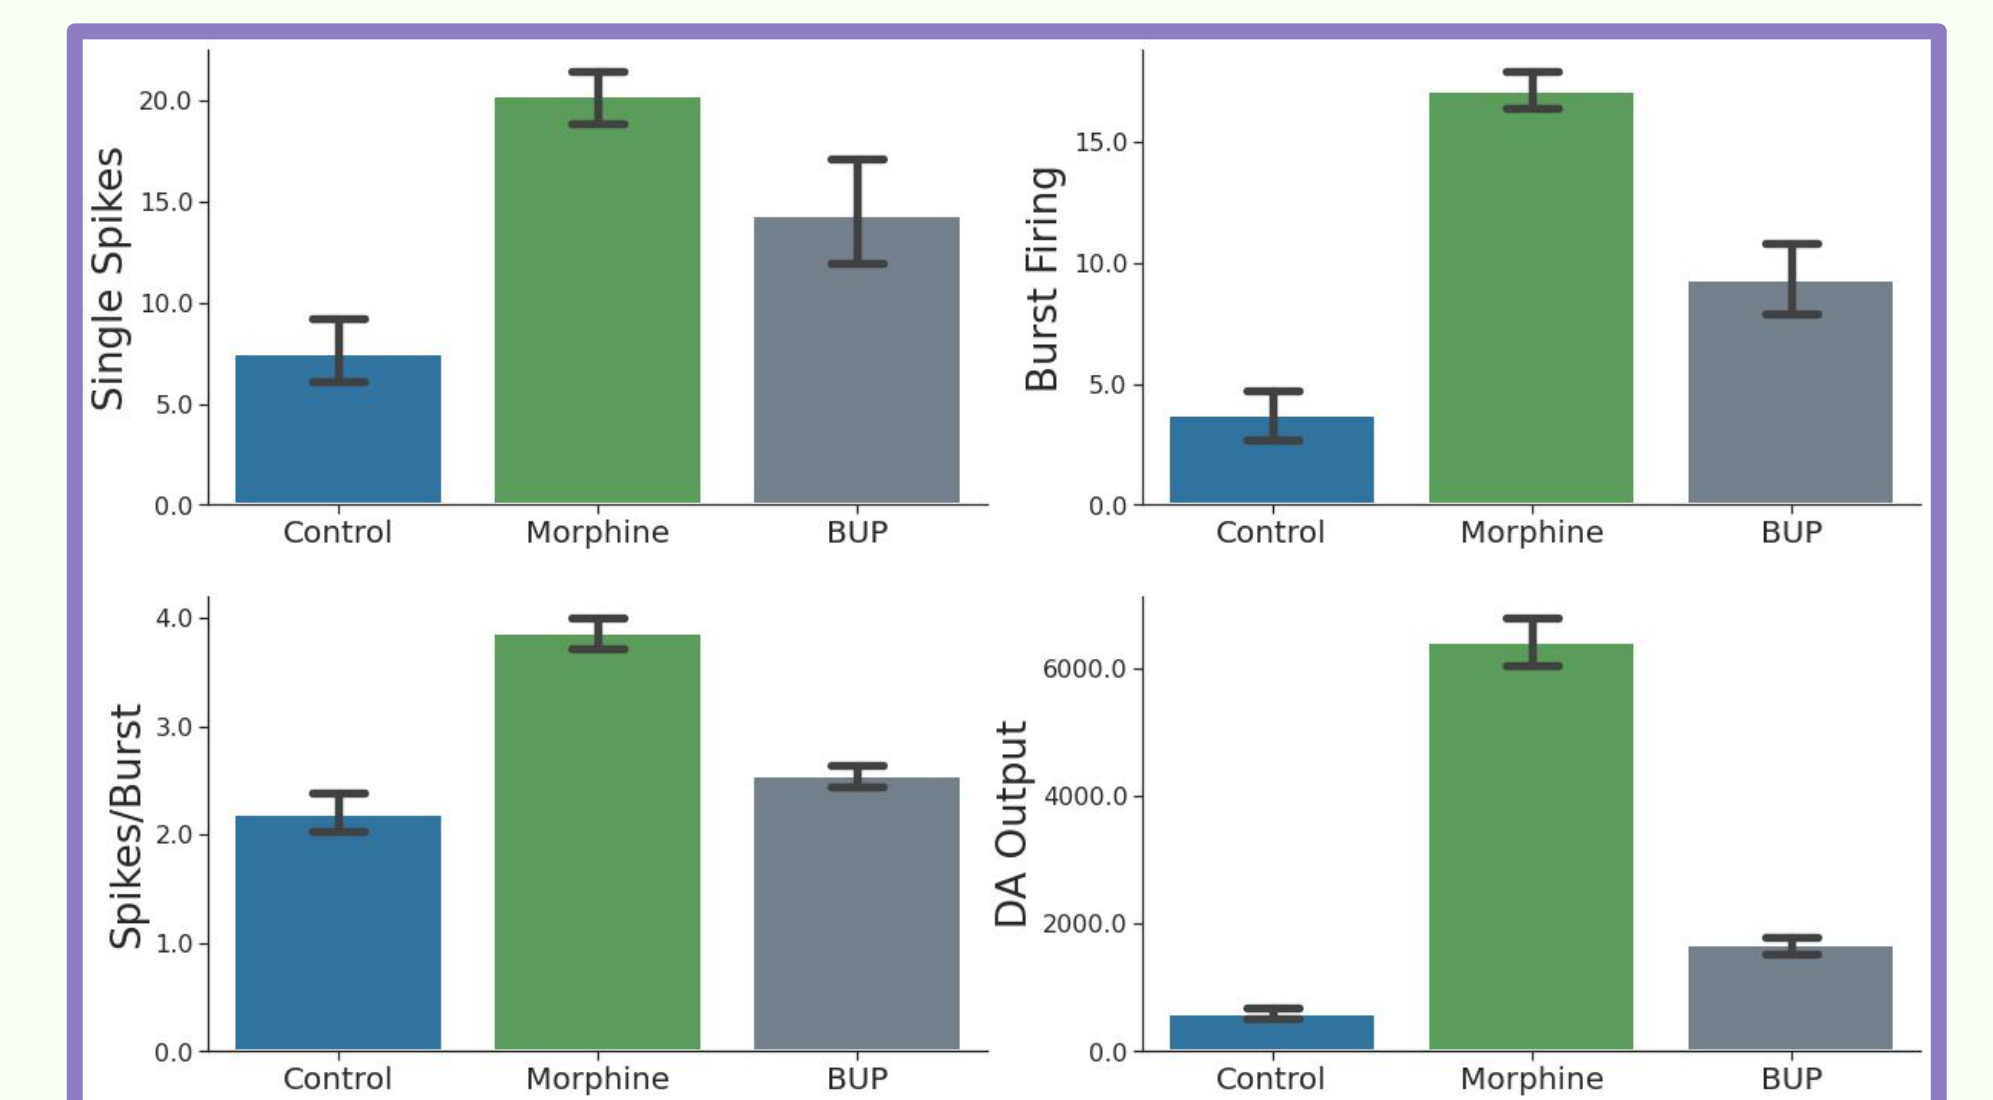 Single Spikes
20.0
15.0
10.0
5.0
0.0
Control Morphine BUP
Burst Firing
15.0
10.0
5.0
0.0
Control Morphine BUP
Spikes/Burst
4.0
3.0
2.0
1.0
0.0
Control Morphine BUP
DA Output
6000.0
4000.0
2000.0
0.0
Control Morphine BUP